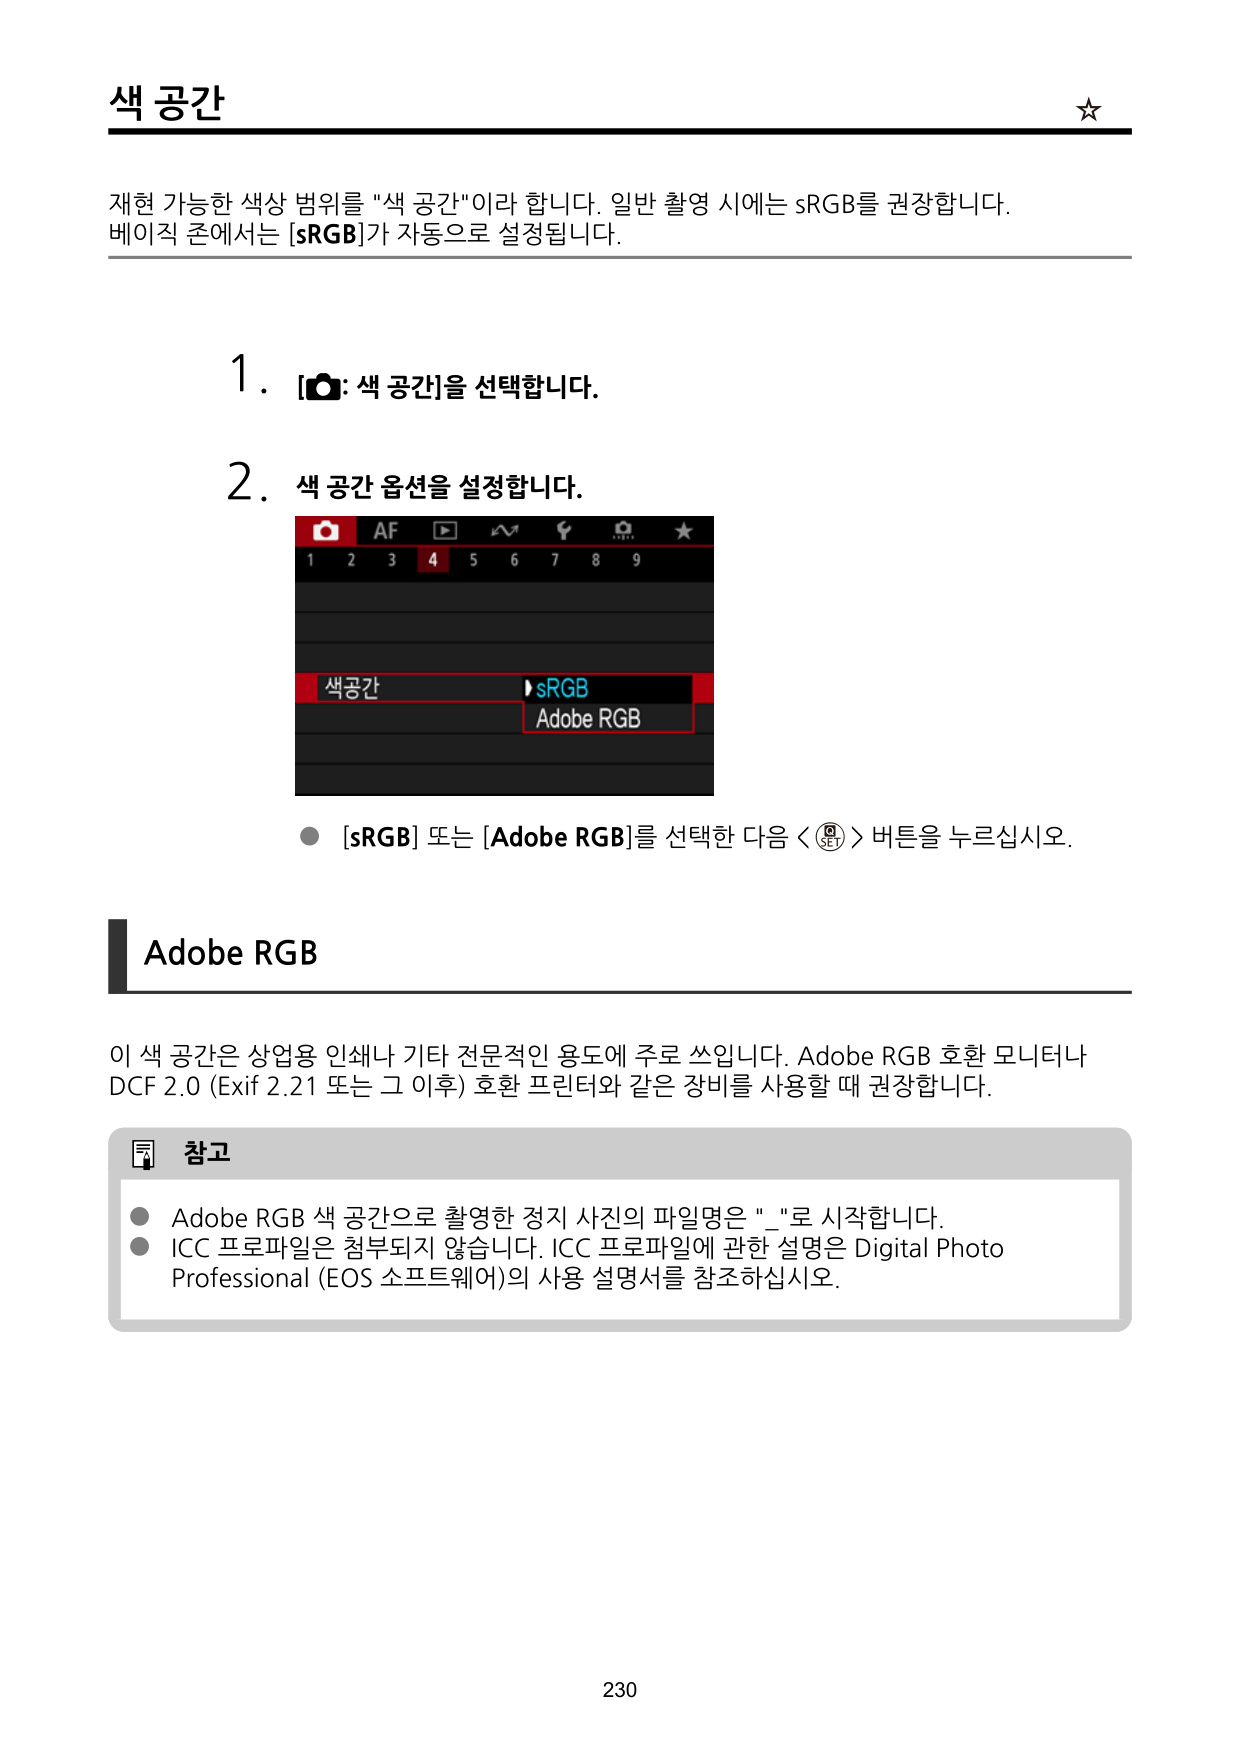 색 공간 ☆
재현 가능한 색상 범위를 "색 공간"이라 합니다. 일반 촬영 시에는 sRGB를 권장합니다.
베이직 존에서는 [sRGB]가 자동으로 설정됩니다.
1. [📷: 색 공간]을 선택합니다.
2. 색 공간 옵션을 설정합니다.
AF ★
1 2 3 4 5 6 7 8 9
색공간 sRGB
Adobe RGB
● [sRGB] 또는 [Adobe RGB]를 선택한 다음 < Q SET > 버튼을 누르십시오.
Adobe RGB
이 색 공간은 상업용 인쇄나 기타 전문적인 용도에 주로 쓰입니다. Adobe RGB 호환 모니터나
DCF 2.0 (Exif 2.21 또는 그 이후) 호환 프린터와 같은 장비를 사용할 때 권장합니다.
참고
● Adobe RGB 색 공간으로 촬영한 정지 사진의 파일명은 "_"로 시작합니다.
● ICC 프로파일은 첨부되지 않습니다. ICC 프로파일에 관한 설명은 Digital Photo
Professional (EOS 소프트웨어)의 사용 설명서를 참조하십시오.
230